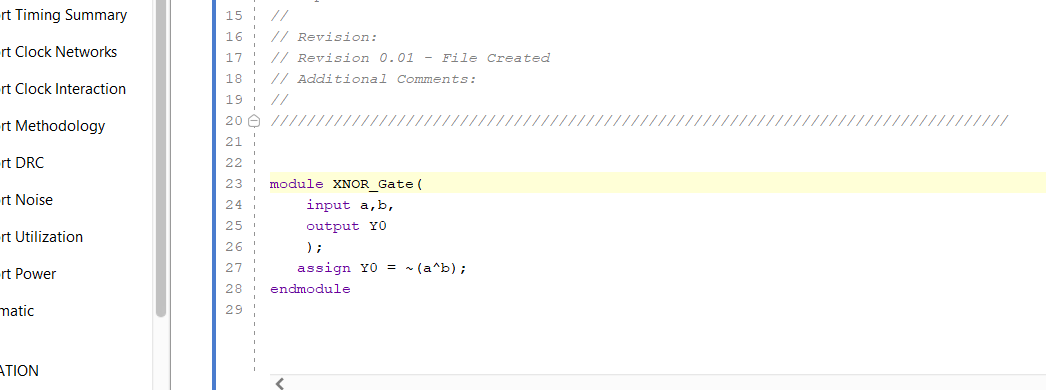 rt Timing Summary
rt Clock Networks
rt Clock Interaction
rt Methodology
rt DRC
rt Noise
rt Utilization
rt Power
matic
ATION
15 //
16 // Revision:
17 // Revision 0.01 - File Created
18 // Additional Comments:
19 //
20 //////////////////////////////////////////////////////////////////////////////////
21
22
23 module XNOR_Gate(
24 input a,b,
25 output Y0
26 );
27 assign Y0 = ~(a^b);
28 endmodule
29